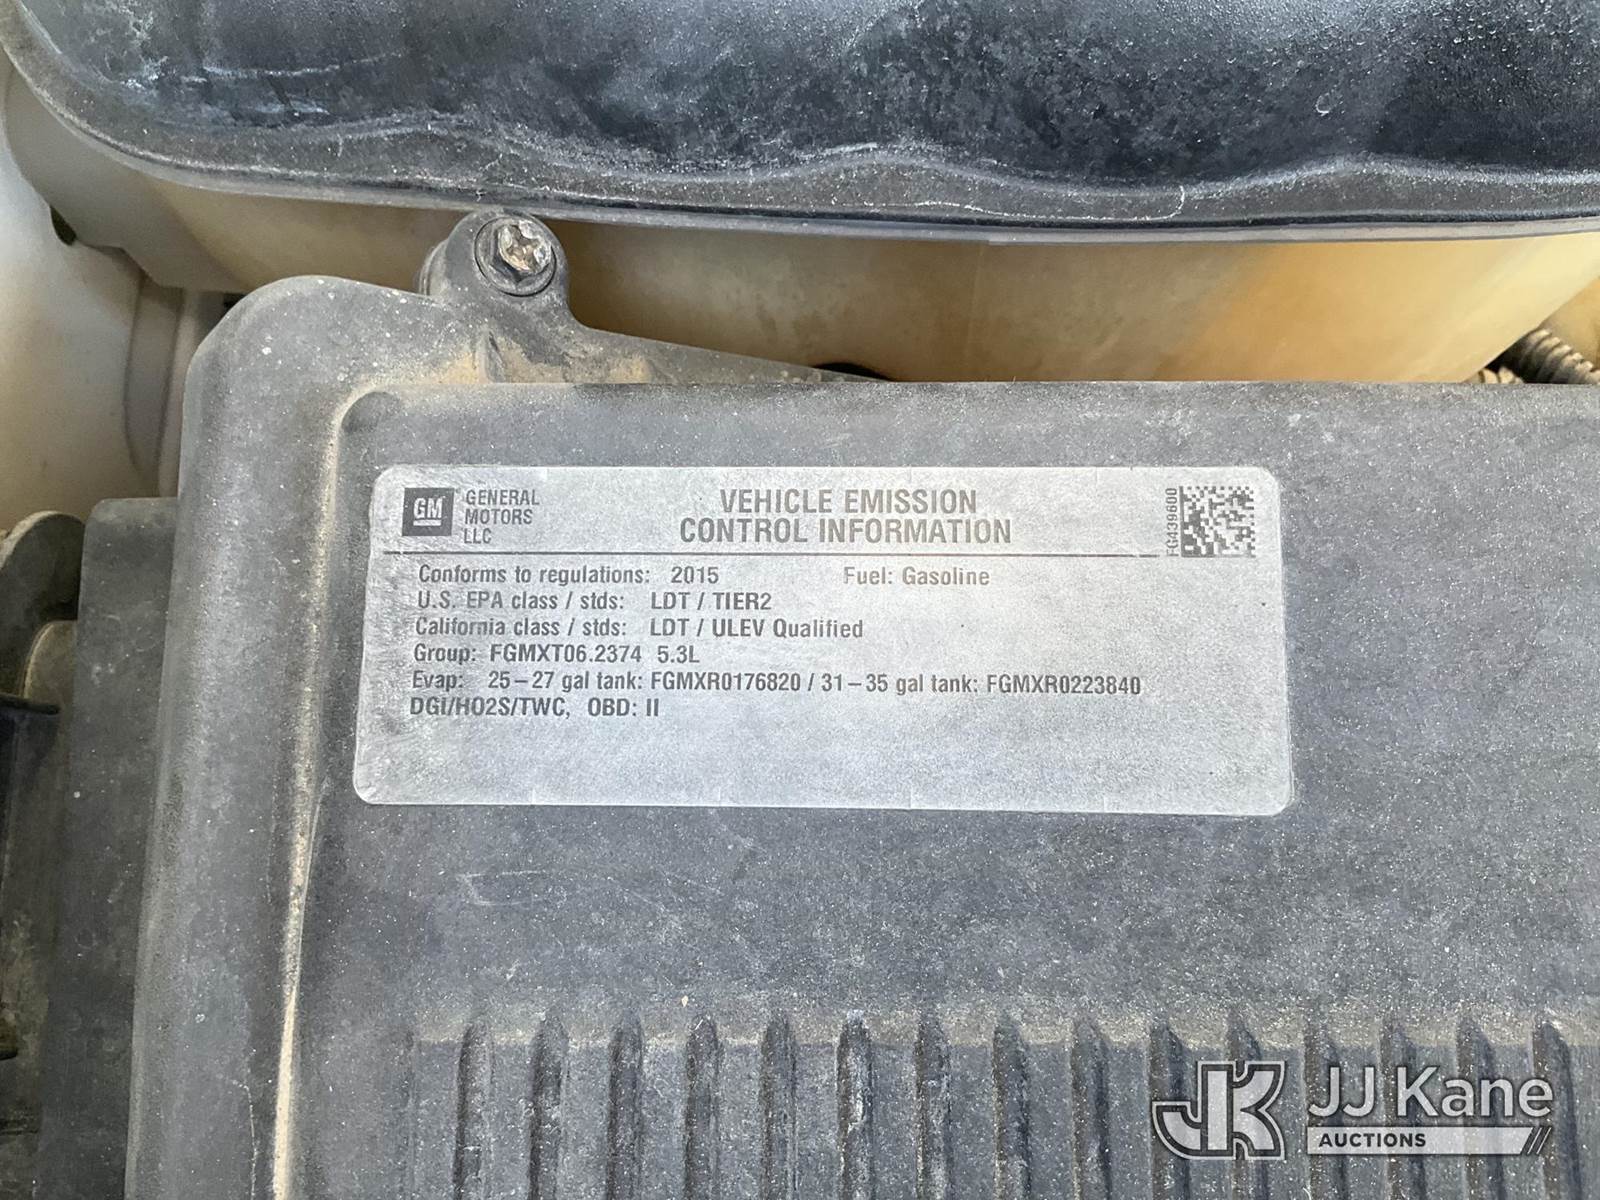 GM
GENERAL
MOTORS
LLC
VEHICLE EMISSION
CONTROL INFORMATION
FG439600
Conforms to regulations: 2015 Fuel: Gasoline
U.S. EPA class / stds: LDT / TIER2
California class / stds: LDT / ULEV Qualified
Group: FGMXT06.2374 5.3L
Evap: 25 – 27 gal tank: FGMXR0176820 / 31 – 35 gal tank: FGMXR0223840
DGI/HO2S/TWC, OBD: II
JK
JJ Kane
AUCTIONS